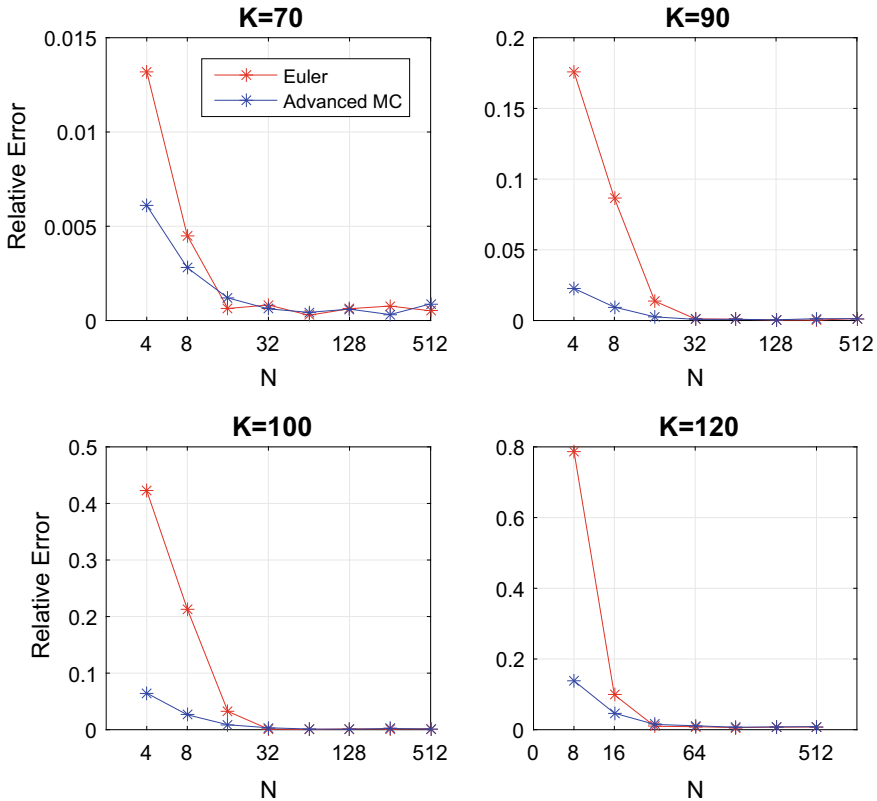 K=70
0.015
0.01
0.005
0
Relative Error
Euler
Advanced MC
4 8 32 128 512
N
K=90
0.2
0.15
0.1
0.05
0
4 8 32 128 512
N
K=100
0.5
0.4
0.3
0.2
0.1
0
Relative Error
4 8 32 128 512
N
K=120
0.8
0.6
0.4
0.2
0
0 8 16 64 512
N